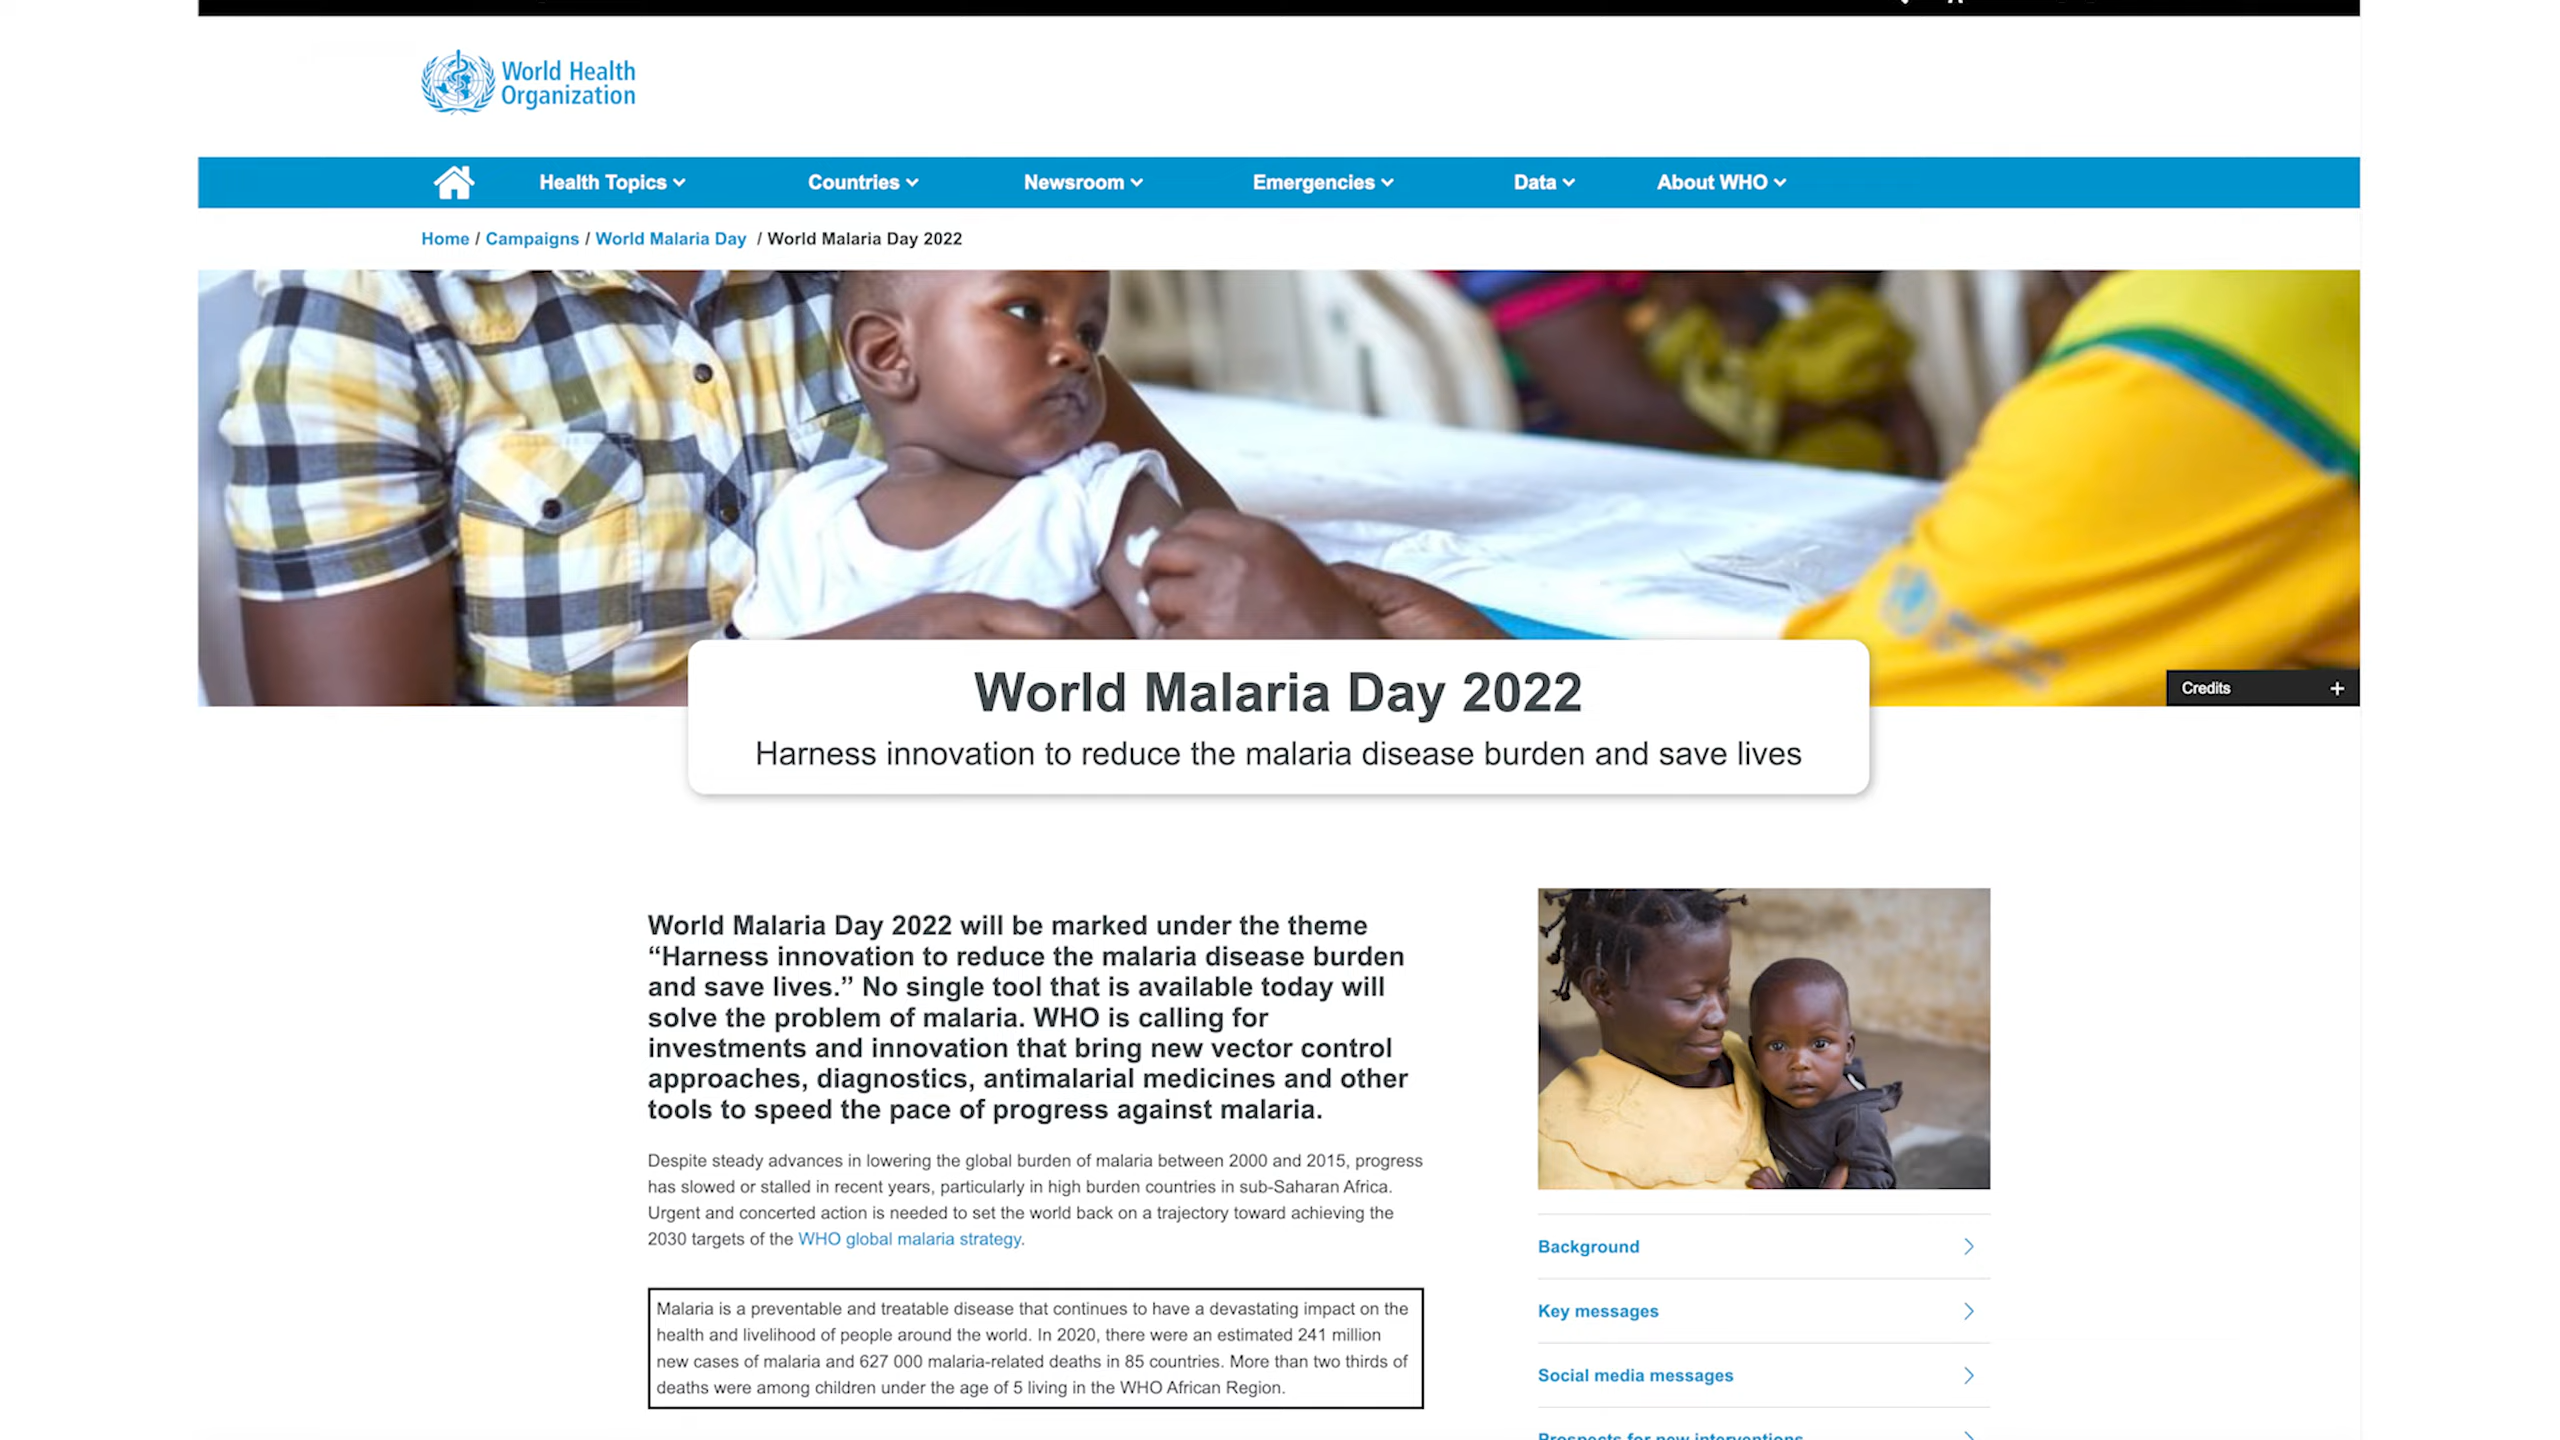 World Health
Organization
Health Topics
Countries
Newsroom
Emergencies
Data
About WHO
Home / Campaigns / World Malaria Day / World Malaria Day 2022
Credits +
World Malaria Day 2022
Harness innovation to reduce the malaria disease burden and save lives
World Malaria Day 2022 will be marked under the theme
“Harness innovation to reduce the malaria disease burden
and save lives.” No single tool that is available today will
solve the problem of malaria. WHO is calling for
investments and innovation that bring new vector control
approaches, diagnostics, antimalarial medicines and other
tools to speed the pace of progress against malaria.
Despite steady advances in lowering the global burden of malaria between 2000 and 2015, progress
has slowed or stalled in recent years, particularly in high burden countries in sub-Saharan Africa.
Urgent and concerted action is needed to set the world back on a trajectory toward achieving the
2030 targets of the WHO global malaria strategy.
Malaria is a preventable and treatable disease that continues to have a devastating impact on the
health and livelihood of people around the world. In 2020, there were an estimated 241 million
new cases of malaria and 627 000 malaria-related deaths in 85 countries. More than two thirds of
deaths were among children under the age of 5 living in the WHO African Region.
Background
Key messages
Social media messages
Prospects for new interventions